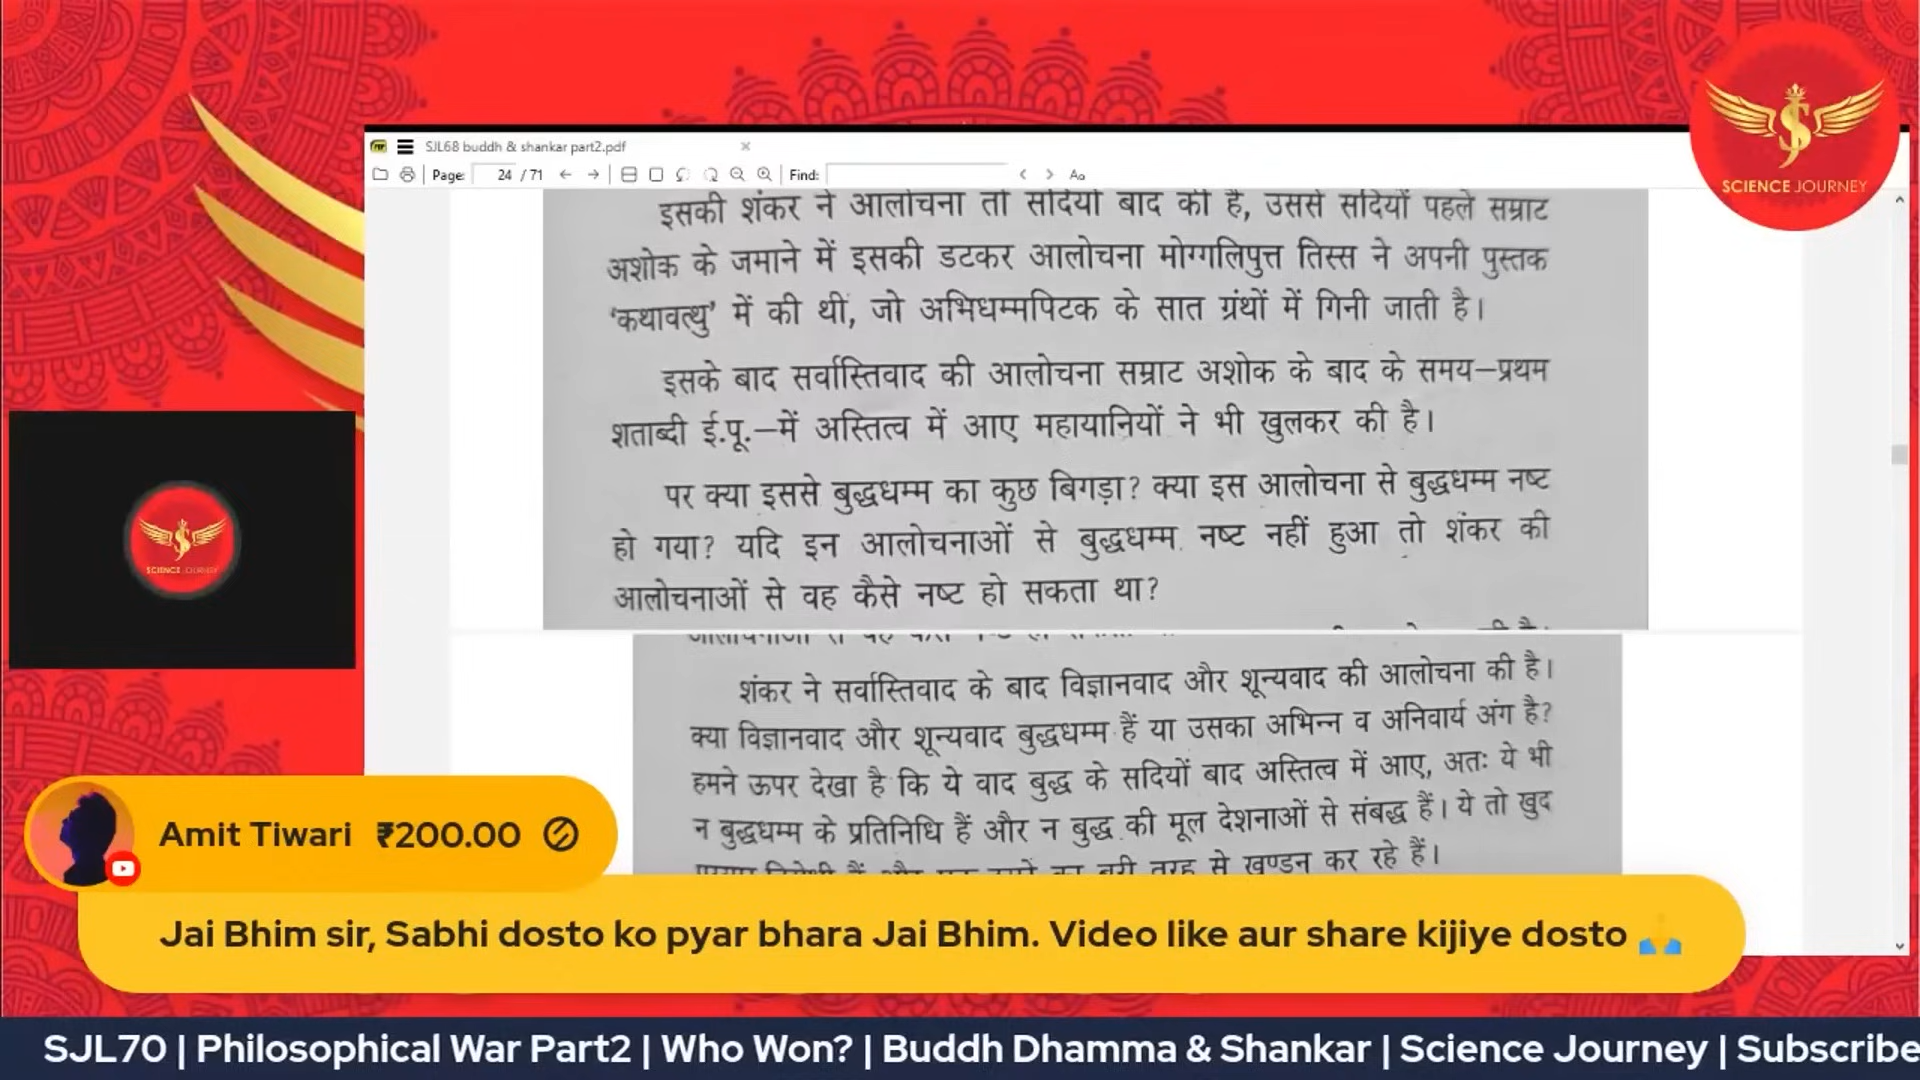 SCIENCE JOURNEY
SJL68 buddh & shankar part2.pdf
Page: 24 / 71 Find: Aa
इसकी शंकर ने आलोचना तो सदियों बाद की है, उससे सदियों पहले सम्राट
अशोक के जमाने में इसकी डटकर आलोचना मोग्गलिपुत्त तिस्स ने अपनी पुस्तक
'कथावत्थु' में की थी, जो अभिधम्मपिटक के सात ग्रंथों में गिनी जाती है।
इसके बाद सर्वास्तिवाद की आलोचना सम्राट अशोक के बाद के समय–प्रथम
शताब्दी ई.पू.–में अस्तित्व में आए महायानियों ने भी खुलकर की है।
पर क्या इससे बुद्धधम्म का कुछ बिगड़ा? क्या इस आलोचना से बुद्धधम्म नष्ट
हो गया? यदि इन आलोचनाओं से बुद्धधम्म नष्ट नहीं हुआ तो शंकर की
आलोचनाओं से वह कैसे नष्ट हो सकता था?
शंकर ने सर्वास्तिवाद के बाद विज्ञानवाद और शून्यवाद की आलोचना की है।
क्या विज्ञानवाद और शून्यवाद बुद्धधम्म हैं या उसका अभिन्न व अनिवार्य अंग है?
हमने ऊपर देखा है कि ये वाद बुद्ध के सदियों बाद अस्तित्व में आए, अतः ये भी
न बुद्धधम्म के प्रतिनिधि हैं और न बुद्ध की मूल देशनाओं से संबद्ध हैं। ये तो खुद
बुरी तरह से खण्डन कर रहे हैं।
SCIENCE JOURNEY
Amit Tiwari ₹200.00
Jai Bhim sir, Sabhi dosto ko pyar bhara Jai Bhim. Video like aur share kijiye dosto 🙏
SJL70 | Philosophical War Part2 | Who Won? | Buddh Dhamma & Shankar | Science Journey | Subscribe